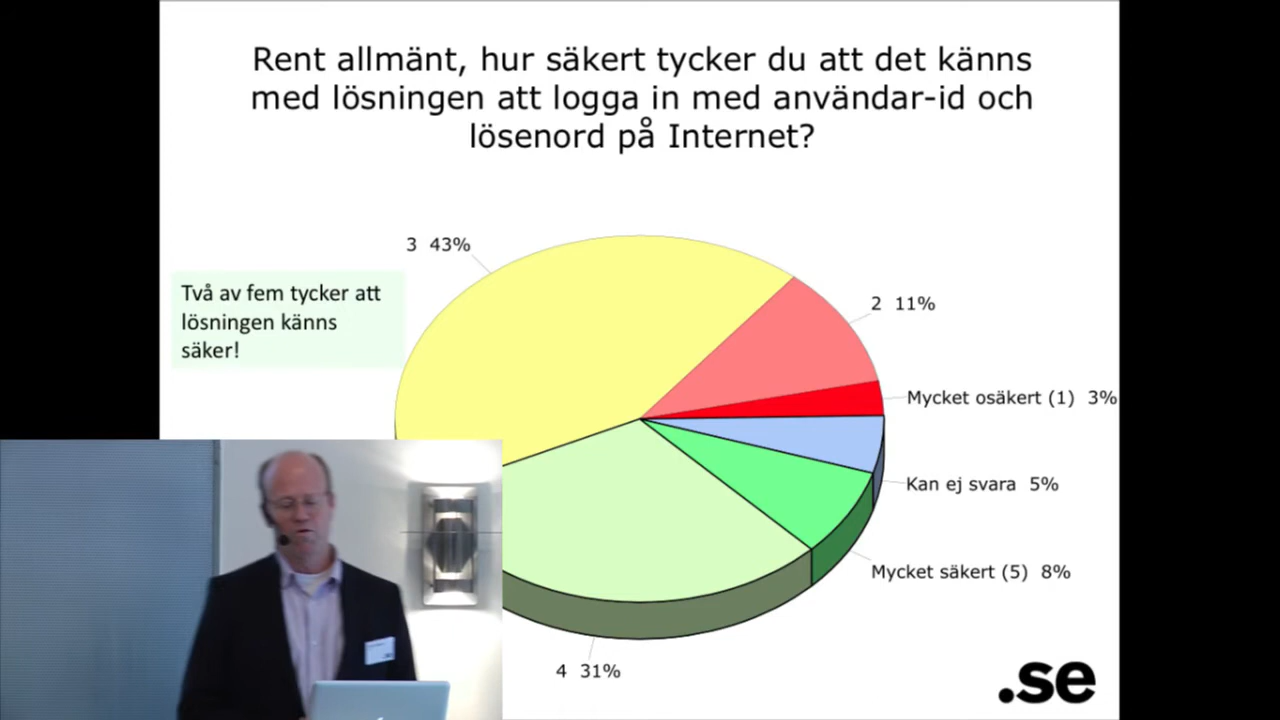 Rent allmänt, hur säkert tycker du att det känns
med lösningen att logga in med användar-id och
lösenord på Internet?
3 43%
Två av fem tycker att
lösningen känns
säker!
2 11%
Mycket osäkert (1) 3%
Kan ej svara 5%
Mycket säkert (5) 8%
4 31%
.se